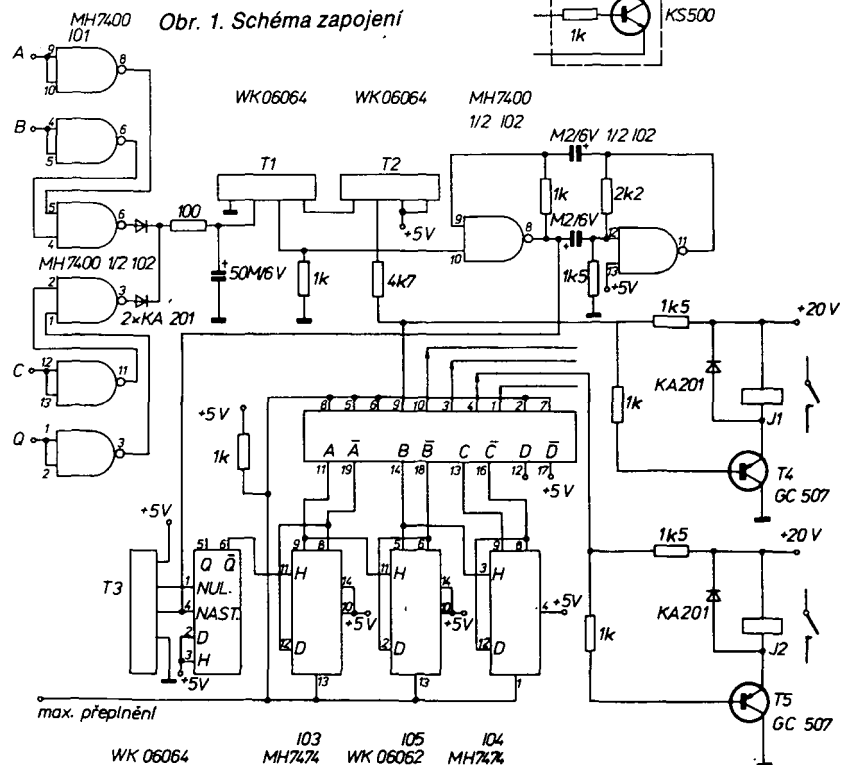 MH7400
IO1
Obr. 1. Schéma zapojení
1k
KS500
A
9
10
8
B
4
5
6
WK06064
WK06064
MH7400
1/2 IO2
M2/6V 1/2 IO2
T1
T2
+5V
5
4
6
100
1k
2k2
9
10
8
M2/6V
12
13
11
MH7400 1/2 IO2
2
1
3
2xKA 201
50M/6V
1k
4k7
1k5
+5V
1k5
+20V
C
12
13
11
KA201
J1
1k
Q
1
2
3
+5V
1k
8 5 6 9 10 3 4 1 2 7
A Ā B B̄ C C̄ D D̄
11 19 14 18 13 16 12 17
+5V
T4
GC 507
+5V
T3
5 6
Q Q̄
1 NUL.
4 NAST.
2 D
3 H
+5V
9 8
11 H
14
10
+5V
12 D
13
5 6
11 H
14
10
+5V
2 D
13
9 8
3 H
4 +5V
12 D
1
1k5
+20V
KA201
J2
1k
T5
GC 507
max. přeplnění
WK 06064
IO3
MH7474
IO5
WK 06062
IO4
MH7474